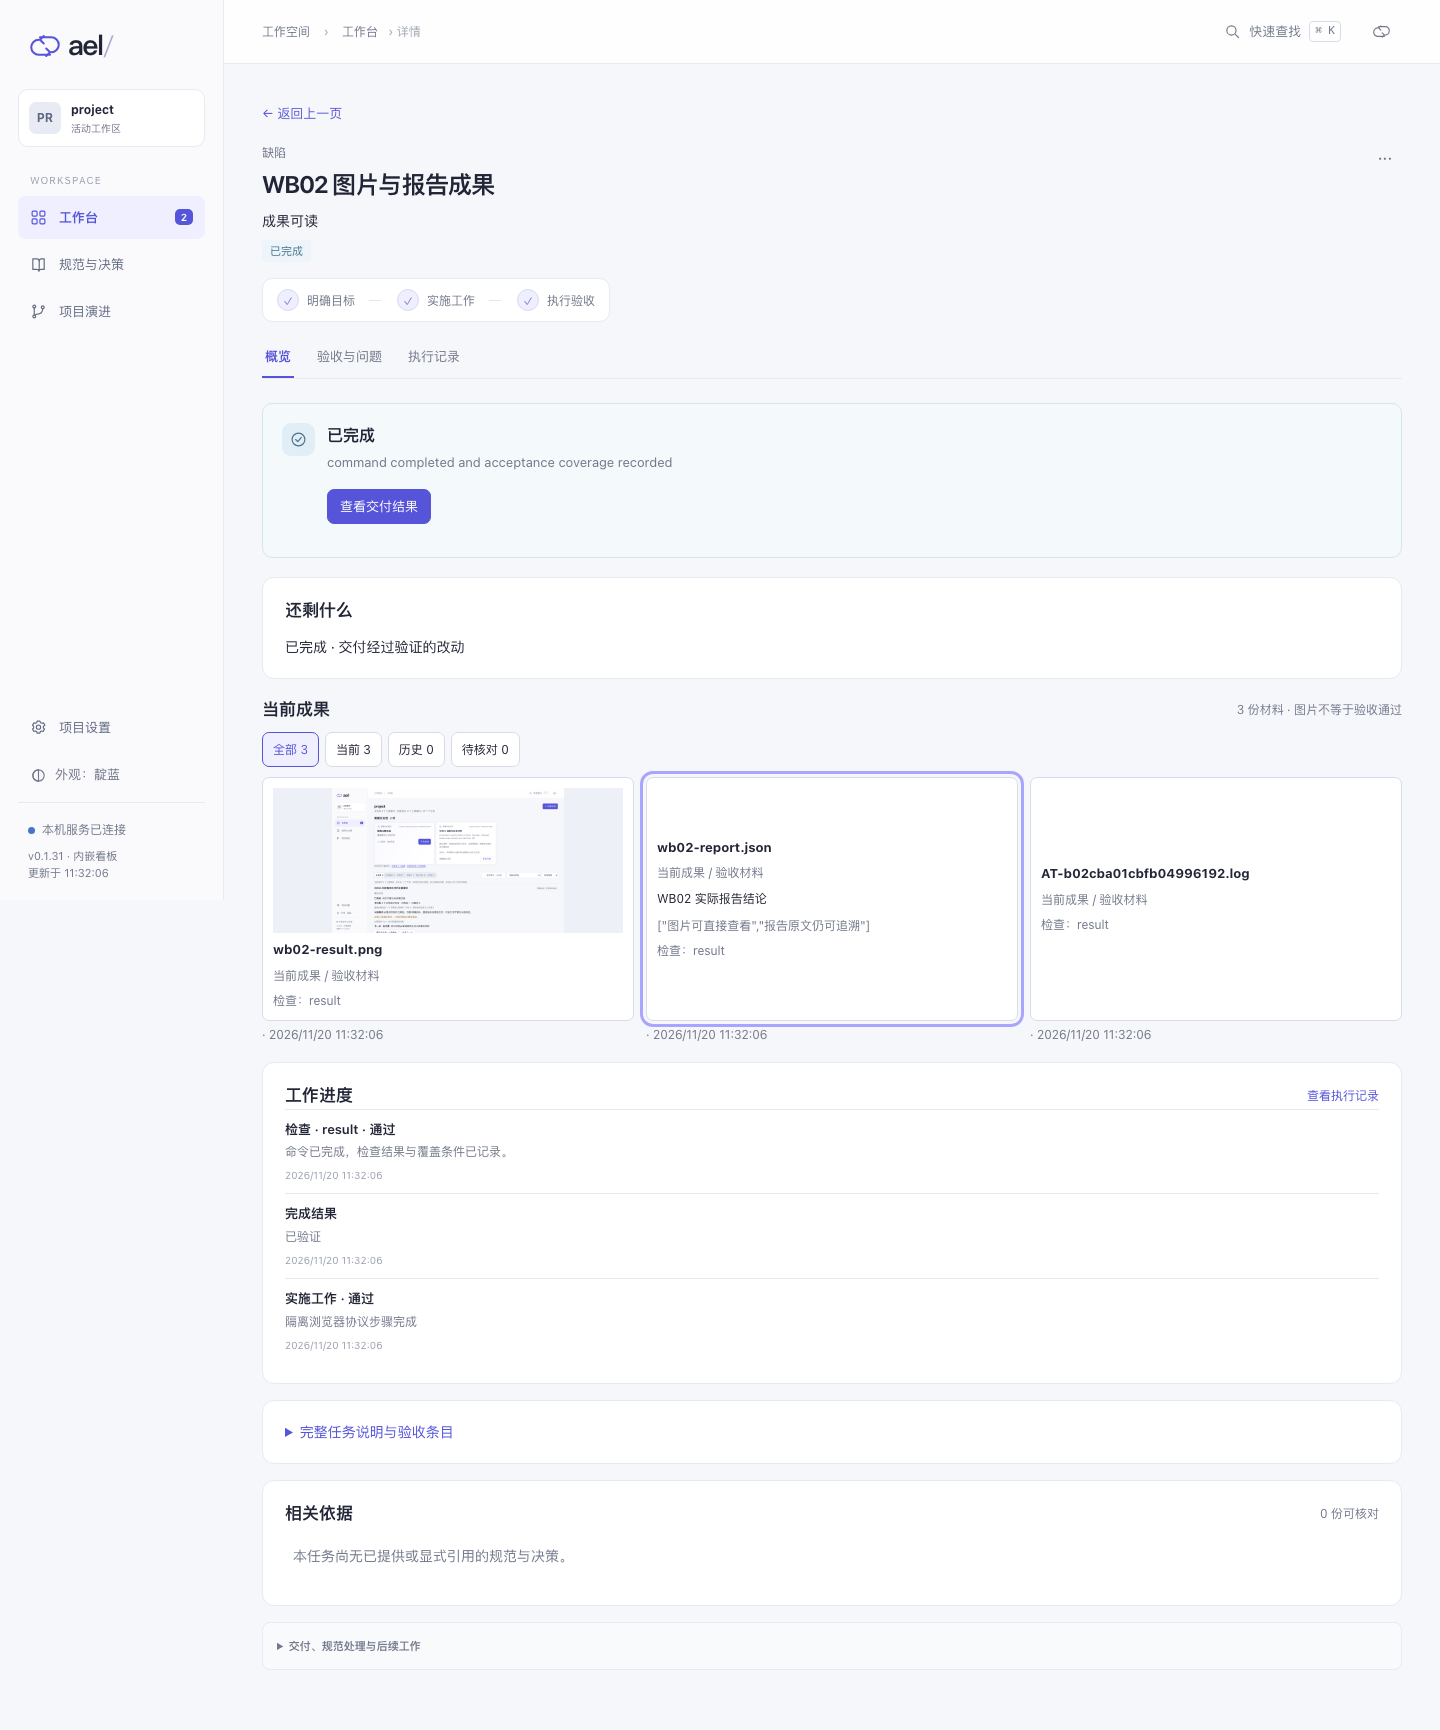 ael/
PR
project
活动工作区
WORKSPACE
工作台
2
规范与决策
项目演进
项目设置
外观：靛蓝
本机服务已连接
v0.1.31 · 内嵌看板
更新于 11:32:06
工作空间 › 工作台 › 详情
快速查找 ⌘ K
← 返回上一页
缺陷
...
WB02 图片与报告成果
成果可读
已完成
明确目标
实施工作
执行验收
概览
验收与问题
执行记录
已完成
command completed and acceptance coverage recorded
查看交付结果
还剩什么
已完成 · 交付经过验证的改动
当前成果
3 份材料 · 图片不等于验收通过
全部 3
当前 3
历史 0
待核对 0
wb02-result.png
当前成果 / 验收材料
检查：result
· 2026/11/20 11:32:06
wb02-report.json
当前成果 / 验收材料
WB02 实际报告结论
["图片可直接查看","报告原文仍可追溯"]
检查：result
· 2026/11/20 11:32:06
AT-b02cba01cbfb04996192.log
当前成果 / 验收材料
检查：result
· 2026/11/20 11:32:06
工作进度
查看执行记录
检查 · result · 通过
命令已完成，检查结果与覆盖条件已记录。
2026/11/20 11:32:06
完成结果
已验证
2026/11/20 11:32:06
实施工作 · 通过
隔离浏览器协议步骤完成
2026/11/20 11:32:06
▶ 完整任务说明与验收条目
相关依据
0 份可核对
本任务尚无已提供或显式引用的规范与决策。
▶ 交付、规范处理与后续工作